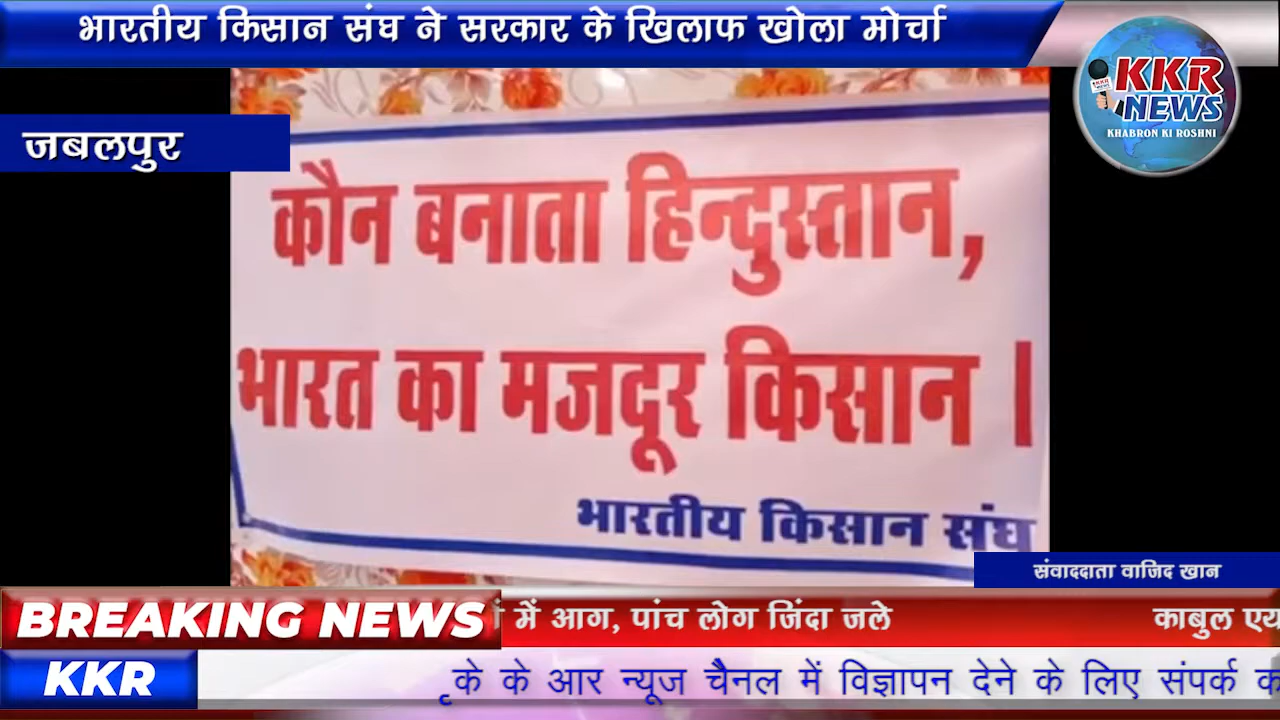 भारतीय किसान संघ ने सरकार के खिलाफ खोला मोर्चा
KKR
NEWS
KHABRON KI ROSHNI
जबलपुर
कौन बनाता हिन्दुस्तान,
भारत का मजदूर किसान ।
भारतीय किसान संघ
संवाददाता वाजिद खान
BREAKING NEWS
में आग, पांच लोग जिंदा जले काबुल
KKR
के के आर न्यूज चैनल में विज्ञापन देने के लिए संपर्क